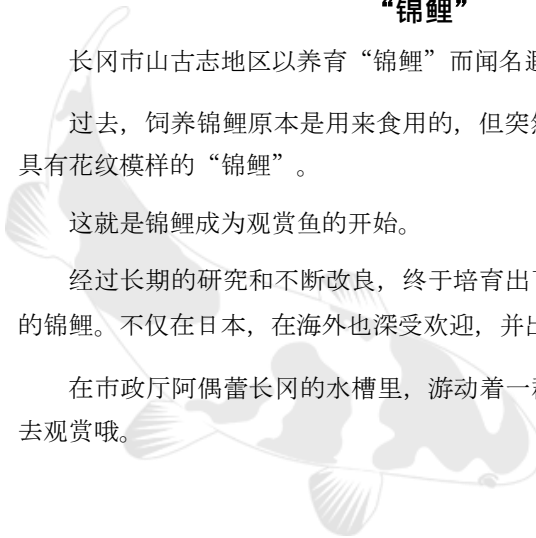 “锦鲤”
长冈市山古志地区以养育“锦鲤”而闻名
过去，饲养锦鲤原本是用来食用的，但突
具有花纹模样的“锦鲤”。
这就是锦鲤成为观赏鱼的开始。
经过长期的研究和不断改良，终于培育出
的锦鲤。不仅在日本，在海外也深受欢迎，并
在市政厅阿偶蕾长冈的水槽里，游动着一
去观赏哦。